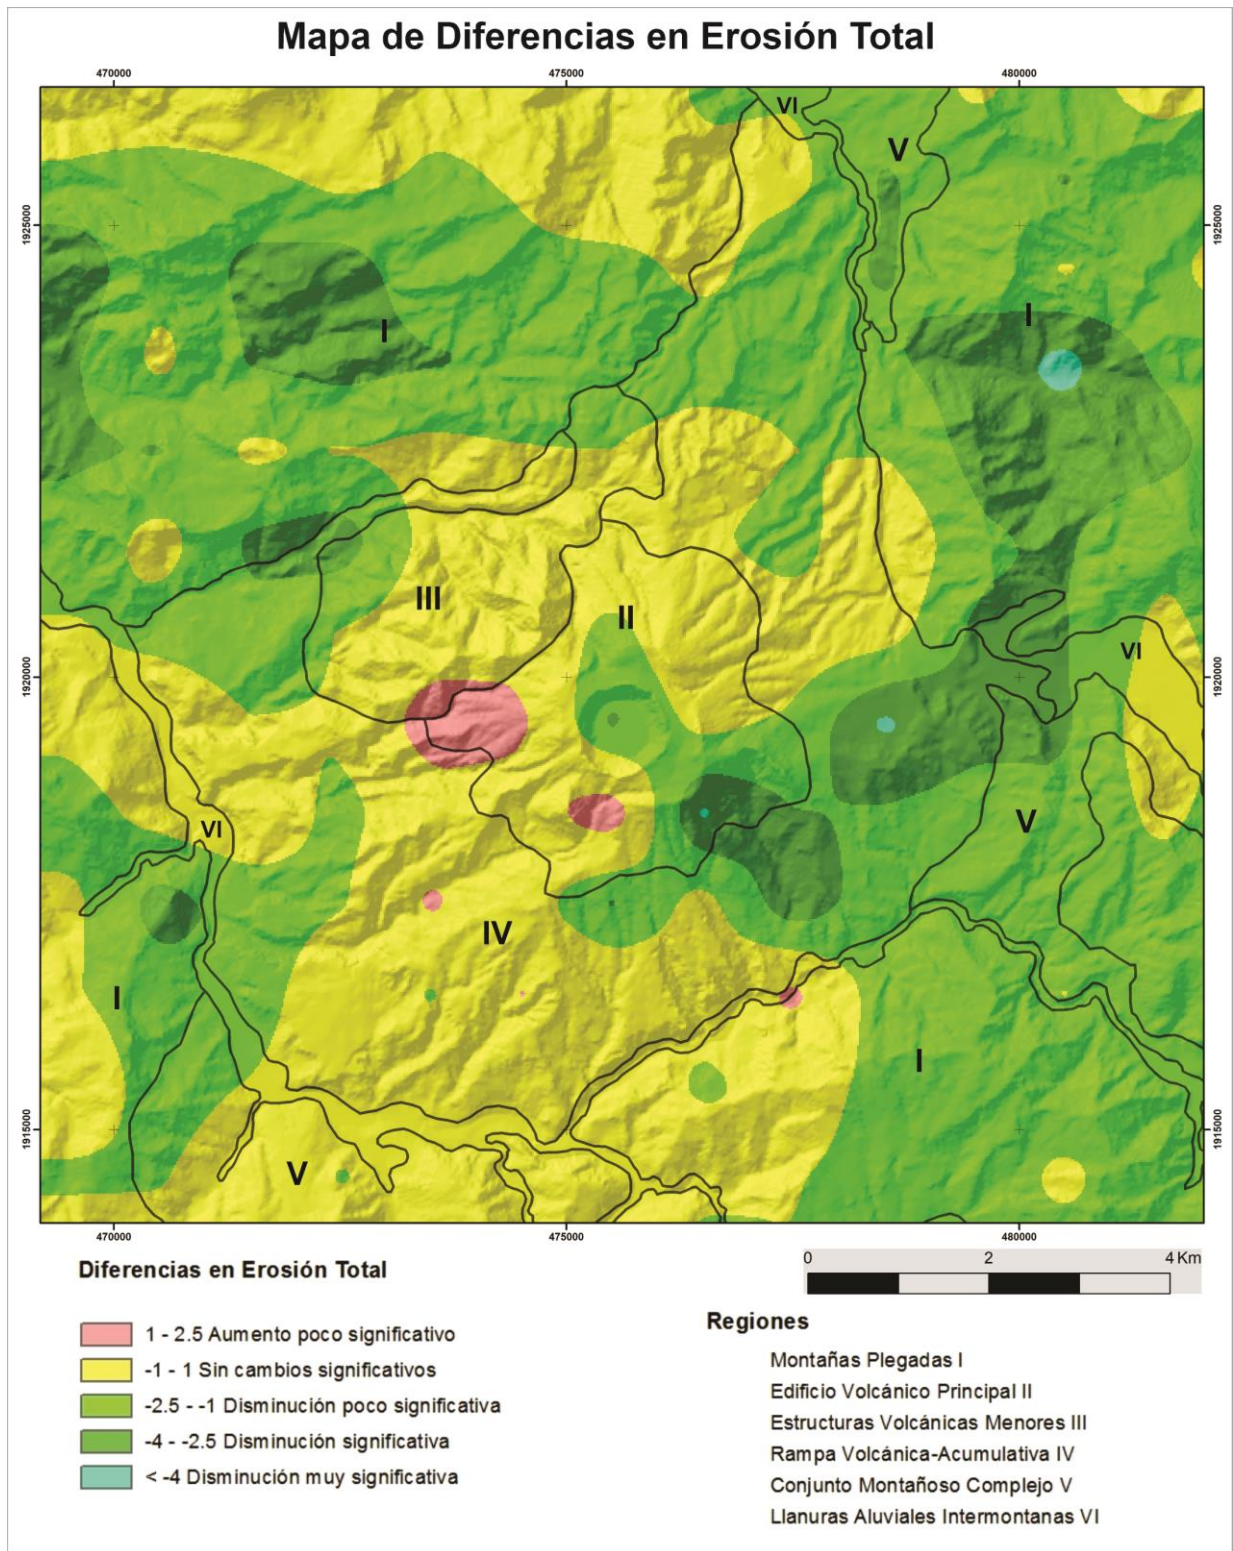 Mapa de Diferencias en Erosión Total
470000 475000 480000
VI
V
1925000 1925000
I I
III
II
VI
1920000 1920000
V
VI
IV
I
I
1915000 1915000
V
470000 475000 480000
0 2 4 Km
Diferencias en Erosión Total
1 - 2.5 Aumento poco significativo
-1 - 1 Sin cambios significativos
-2.5 - -1 Disminución poco significativa
-4 - -2.5 Disminución significativa
< -4 Disminución muy significativa
Regiones
Montañas Plegadas I
Edificio Volcánico Principal II
Estructuras Volcánicas Menores III
Rampa Volcánica-Acumulativa IV
Conjunto Montañoso Complejo V
Llanuras Aluviales Intermontanas VI